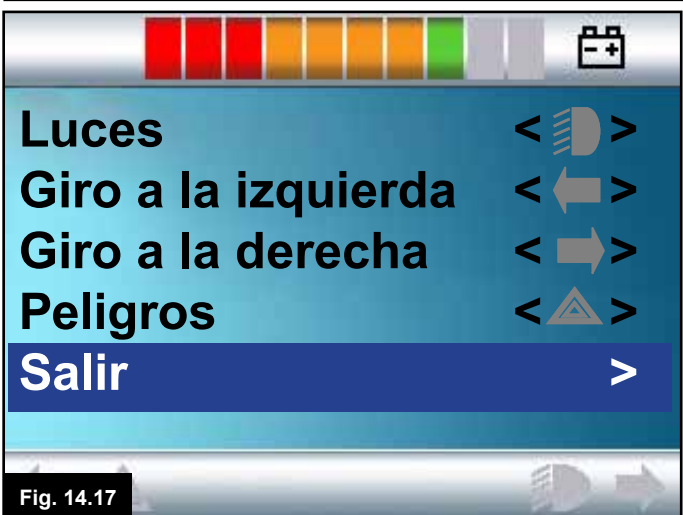 Luces < >
Giro a la izquierda < >
Giro a la derecha < >
Peligros < >
Salir >
Fig. 14.17